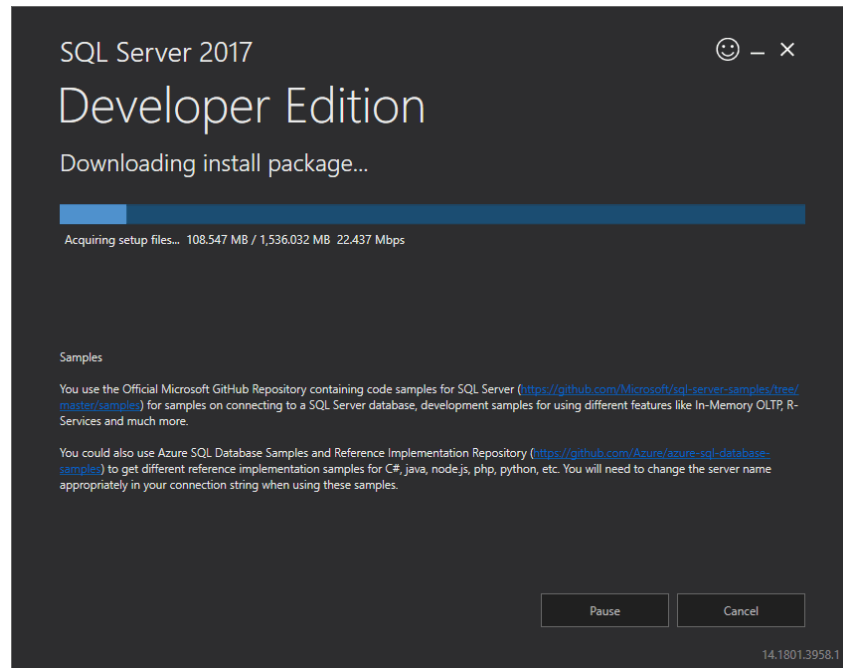 SQL Server 2017
Developer Edition
Downloading install package...
Acquiring setup files... 108.547 MB / 1,536.032 MB 22.437 Mbps
Samples
You use the Official Microsoft GitHub Repository containing code samples for SQL Server (https://github.com/Microsoft/sql-server-samples/tree/
master/samples) for samples on connecting to a SQL Server database, development samples for using different features like In-Memory OLTP, R-
Services and much more.
You could also use Azure SQL Database Samples and Reference Implementation Repository (https://github.com/Azure/azure-sql-database-
samples) to get different reference implementation samples for C#, java, node.js, php, python, etc. You will need to change the server name
appropriately in your connection string when using these samples.
Pause Cancel
14.1801.3958.1